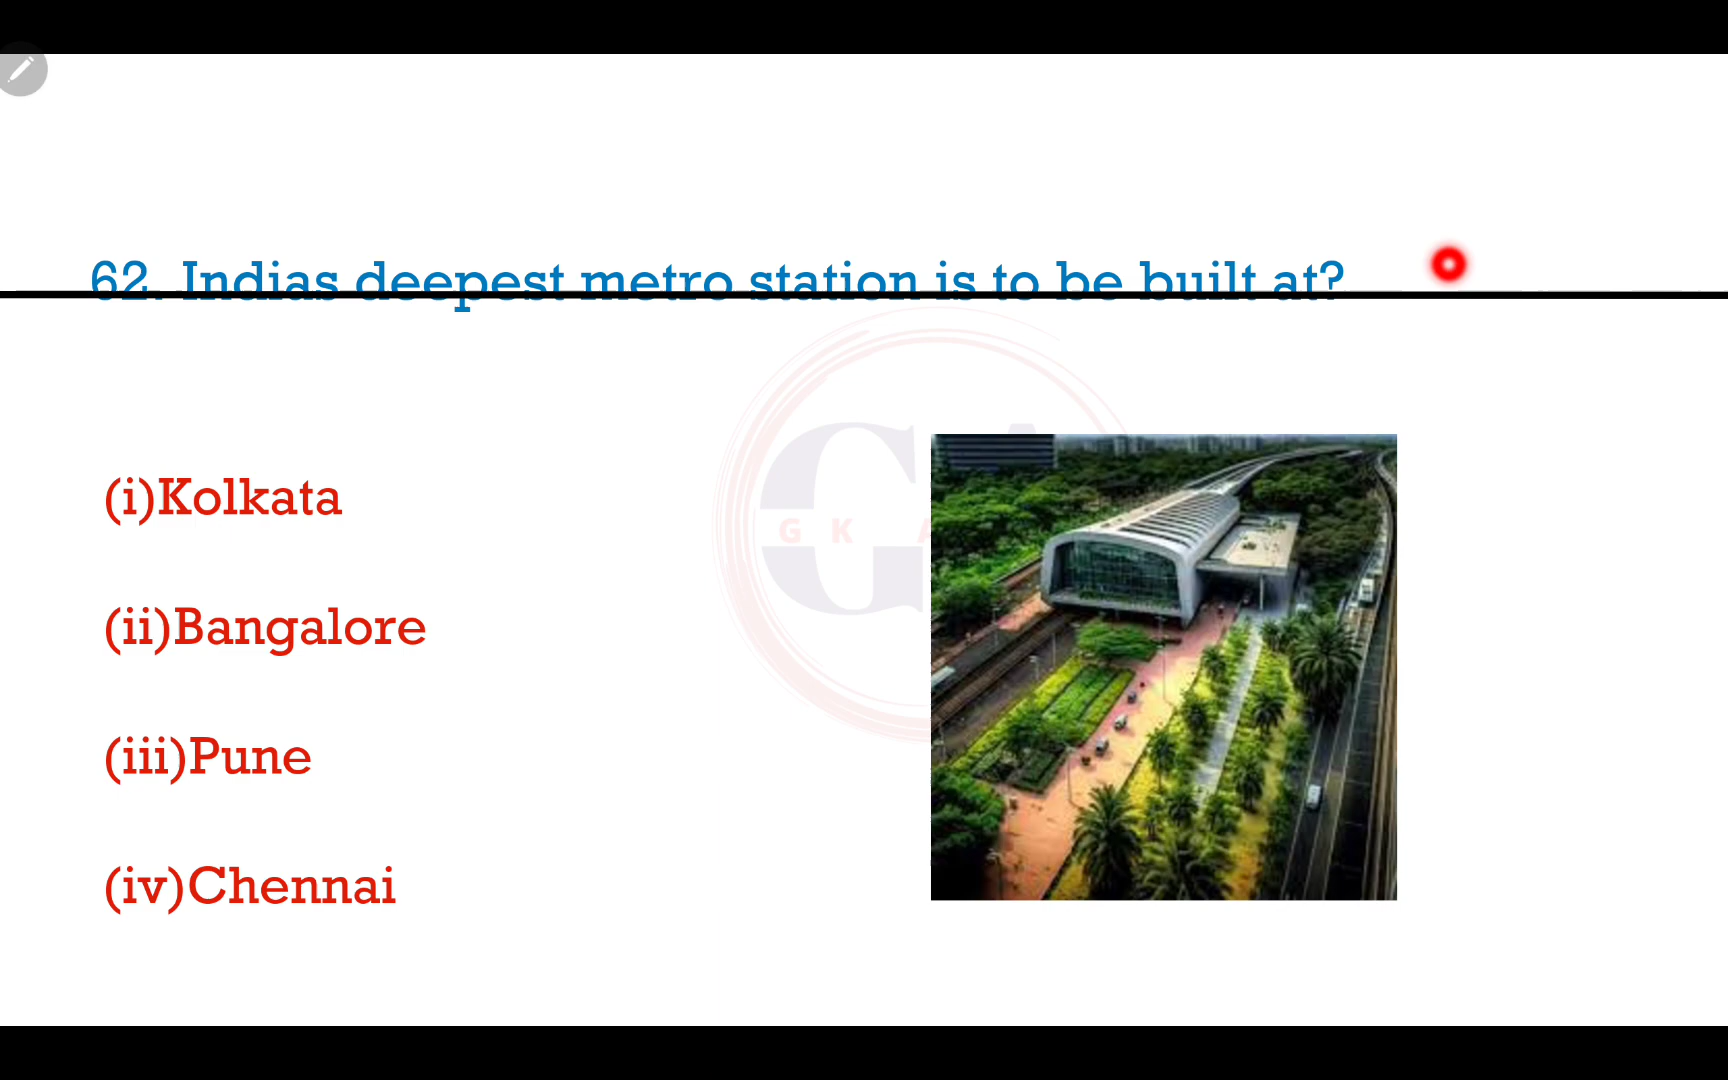 62. Indias deepest metro station is to be built at?
(i)Kolkata
(ii)Bangalore
(iii)Pune
(iv)Chennai
G K